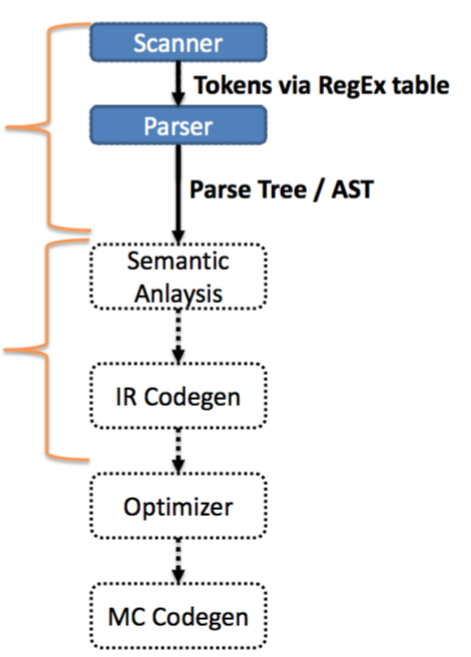 Scanner
Tokens via RegEx table
Parser
Parse Tree / AST
Semantic
Anlaysis
IR Codegen
Optimizer
MC Codegen